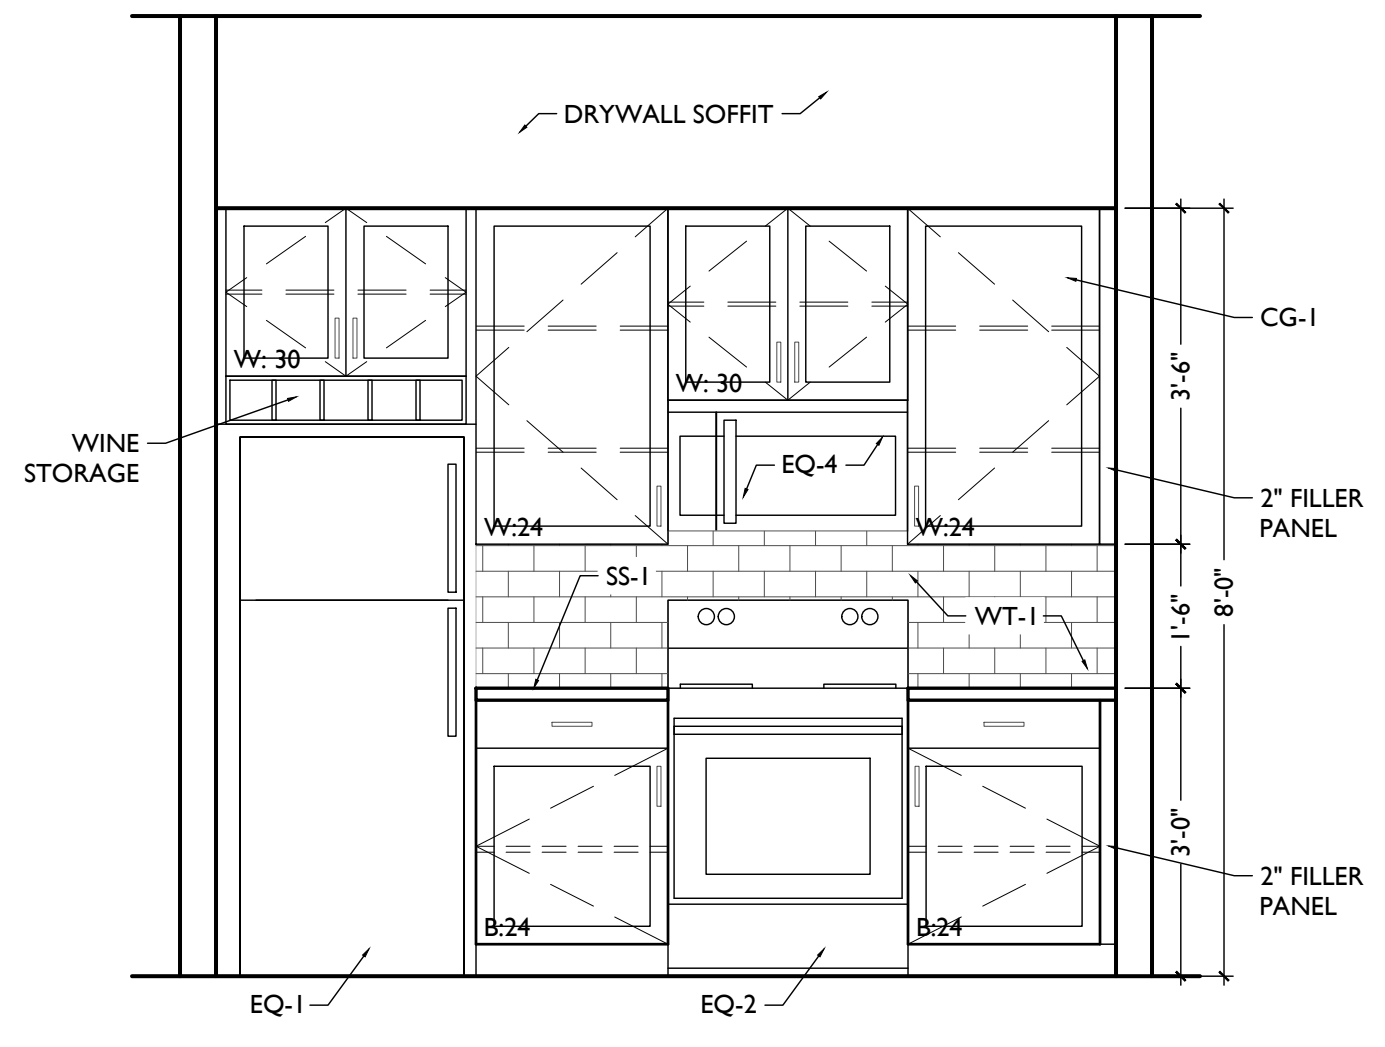 DRYWALL SOFFIT
CG-1
W: 30
W: 30
3'-6"
WINE
STORAGE
EQ-4
2" FILLER
PANEL
W:24
W:24
SS-1
8'-0"
1'-6"
WT-1
3'-0"
2" FILLER
PANEL
B:24
B:24
EQ-1
EQ-2